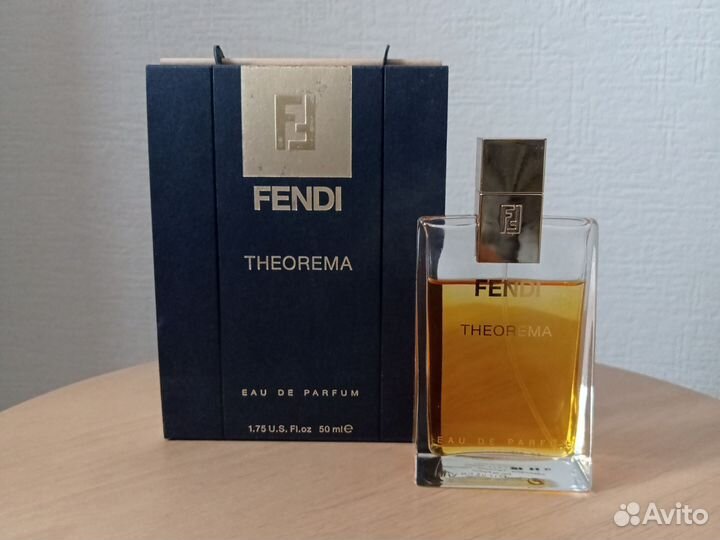 FENDI
THEOREMA
EAU DE PARFUM
1.75 U.S. Fl.oz 50 ml℮
FENDI
THEOREMA
EAU DE PARFUM
Avito